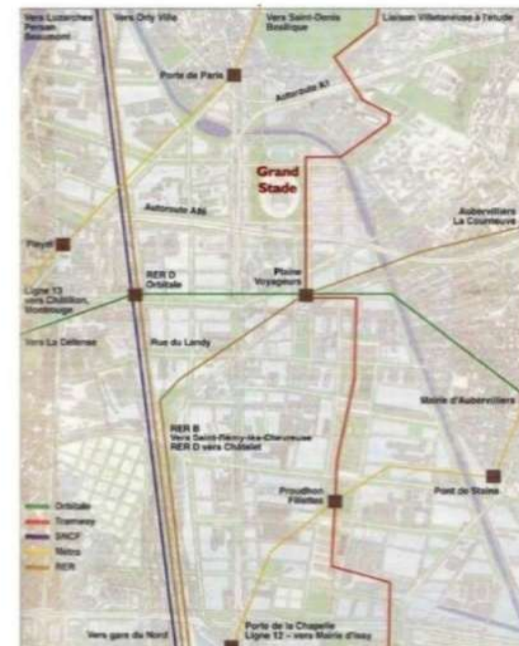 Vers Luzarches
Persan
Beaumont
Vers Orly Ville
Vers Saint-Denis
Basilique
Liaison Villetaneuse à l'étude
Porte de Paris
Autoroute A1
Grand
Stade
Autoroute A86
Aubervilliers
La Courneuve
Pleyel
RER D
Orbitale
Plaine
Voyageurs
Ligne 13
vers Châtillon,
Montrouge
Vers La Défense
Rue du Landy
Mairie d'Aubervilliers
RER B
Vers Saint-Rémy-lès-Chevreuse
RER D vers Châtelet
Proudhon
Fillettes
Pont de Stains
Orbitale
Tramway
SNCF
Métro
RER
Vers gare du Nord
Porte de la Chapelle
Ligne 12 – vers Mairie d'Issy